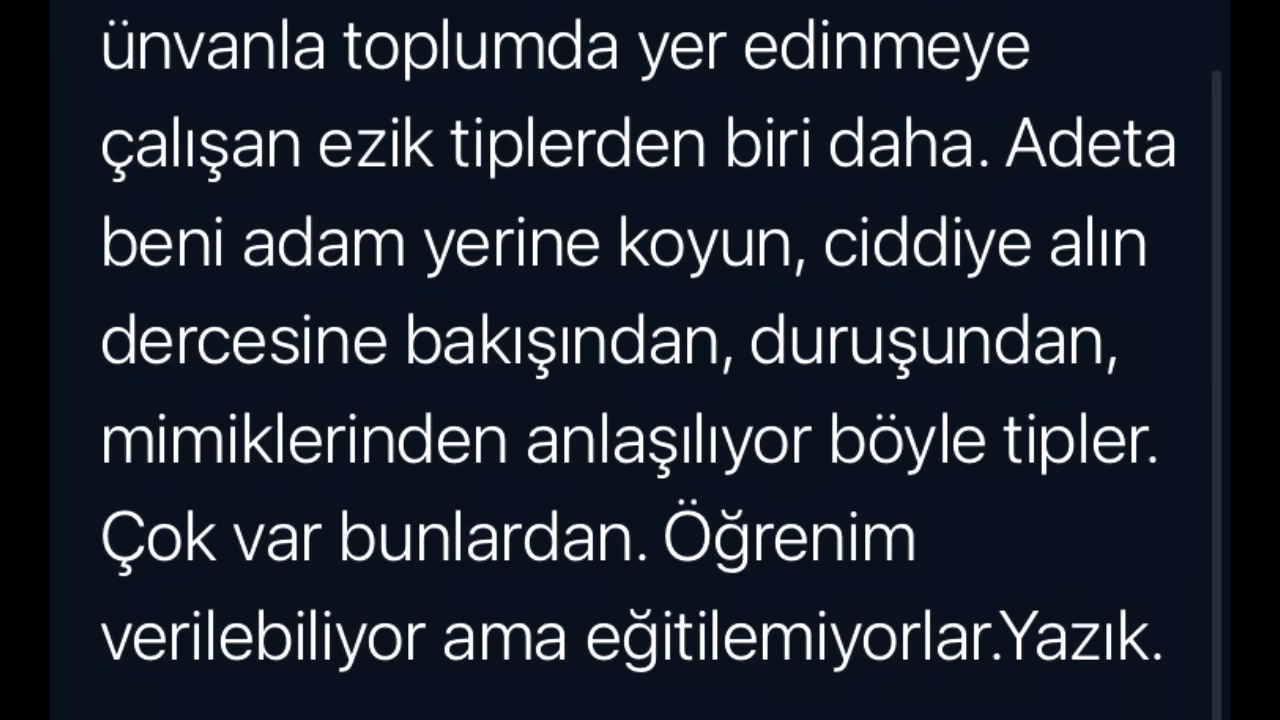 ünvanla toplumda yer edinmeye
çalışan ezik tiplerden biri daha. Adeta
beni adam yerine koyun, ciddiye alın
dercesine bakışından, duruşundan,
mimiklerinden anlaşılıyor böyle tipler.
Çok var bunlardan. Öğrenim
verilebiliyor ama eğitilemiyorlar.Yazık.